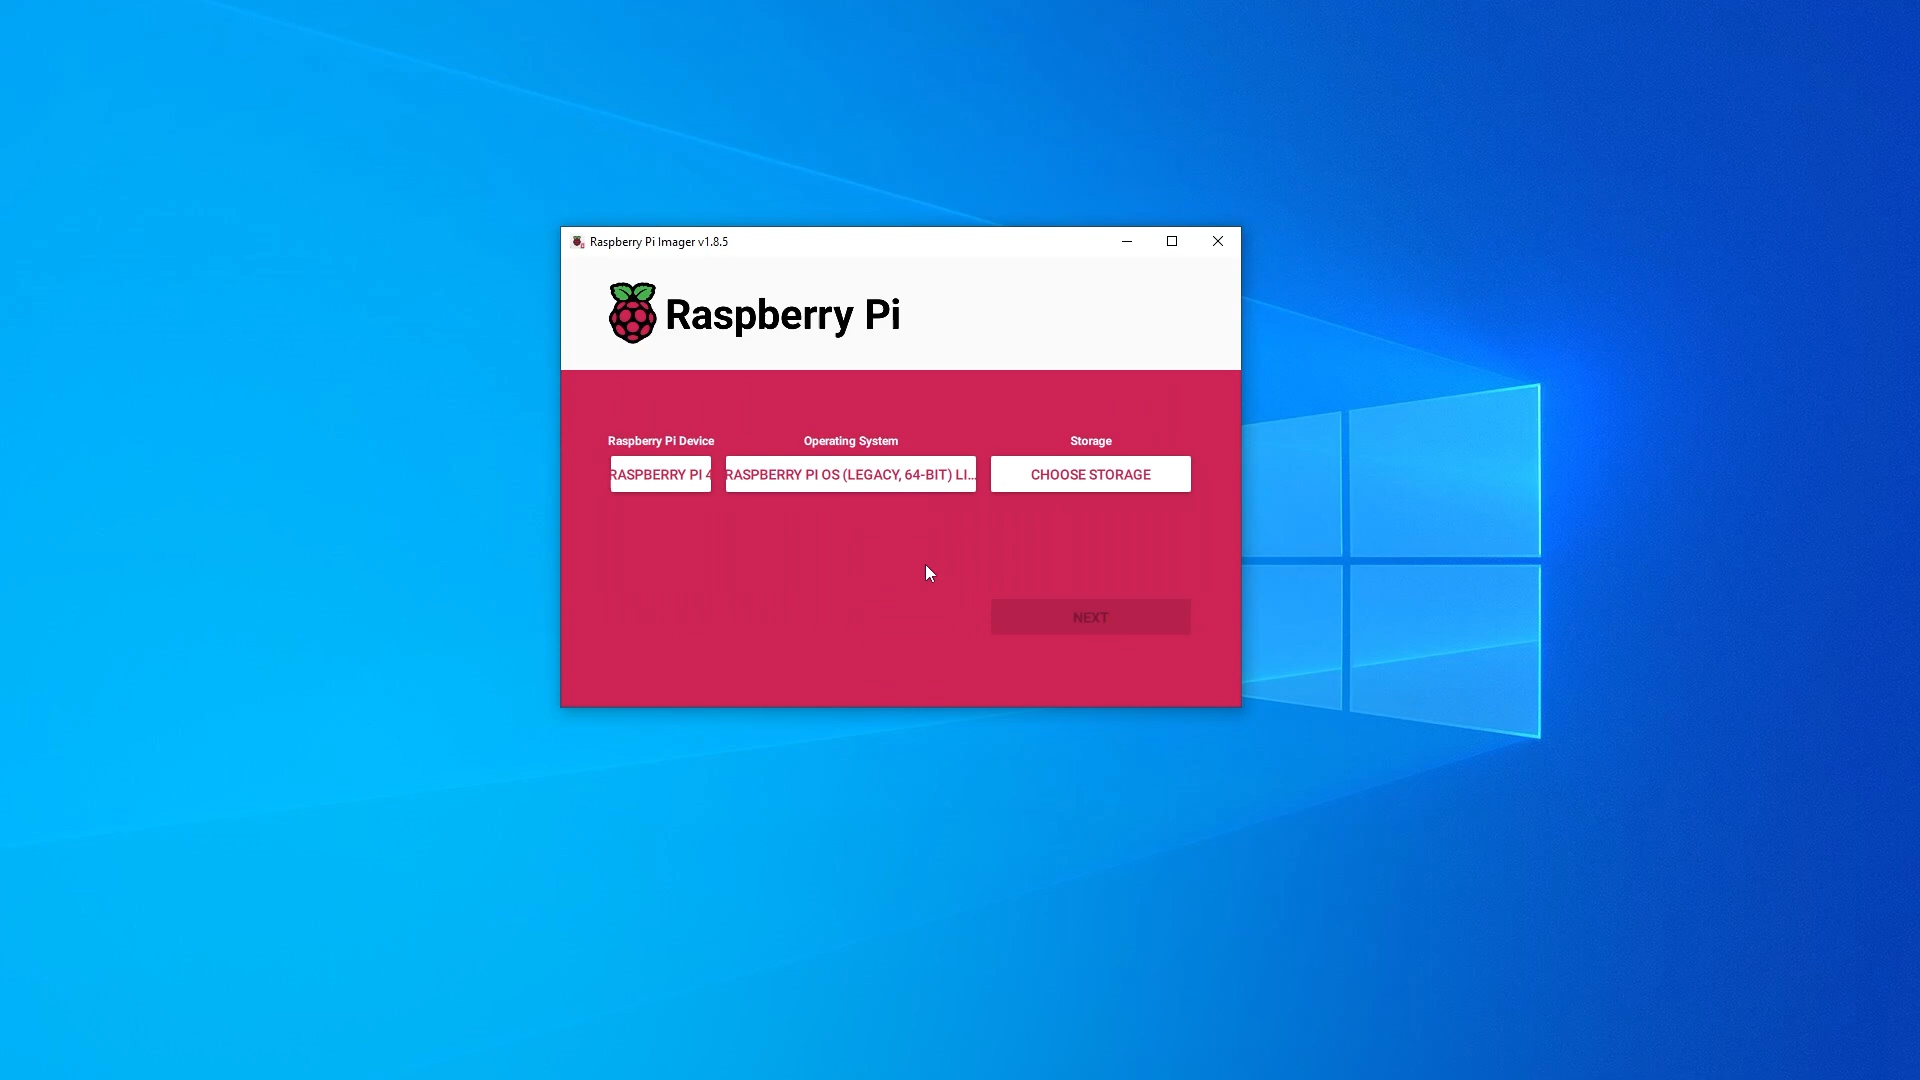 Raspberry Pi Imager v1.8.5
Raspberry Pi
Raspberry Pi Device
Operating System
Storage
RASPBERRY PI 4
RASPBERRY PI OS (LEGACY, 64-BIT) LI...
CHOOSE STORAGE
NEXT